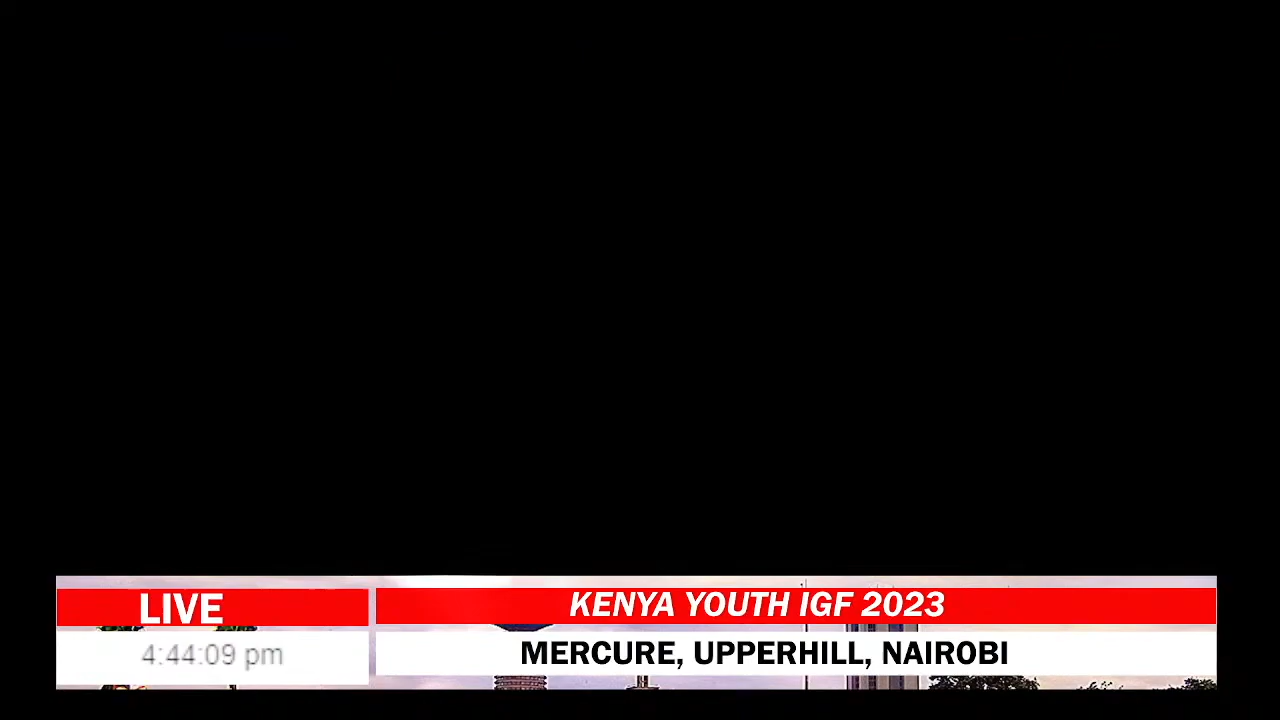 LIVE
KENYA YOUTH IGF 2023
4:44:09 pm
MERCURE, UPPERHILL, NAIROBI